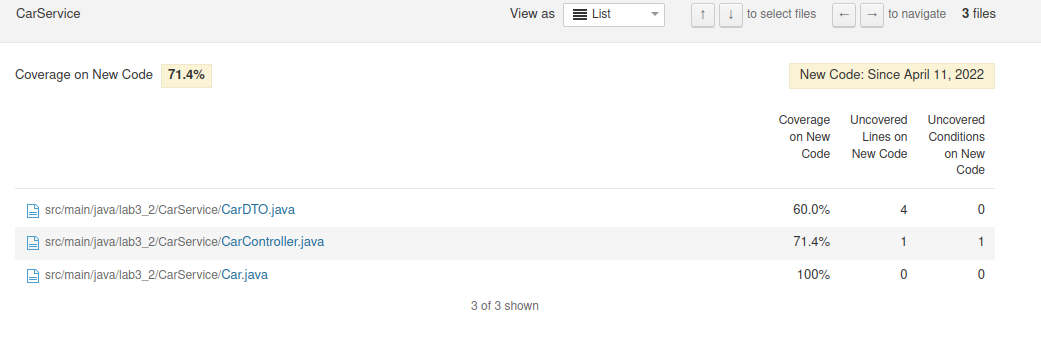 CarService View as List ↑ ↓ to select files ← → to navigate 3 files
Coverage on New Code 71.4% New Code: Since April 11, 2022
Coverage on New Code Uncovered Lines on New Code Uncovered Conditions on New Code
src/main/java/lab3_2/CarService/CarDTO.java 60.0% 4 0
src/main/java/lab3_2/CarService/CarController.java 71.4% 1 1
src/main/java/lab3_2/CarService/Car.java 100% 0 0
3 of 3 shown